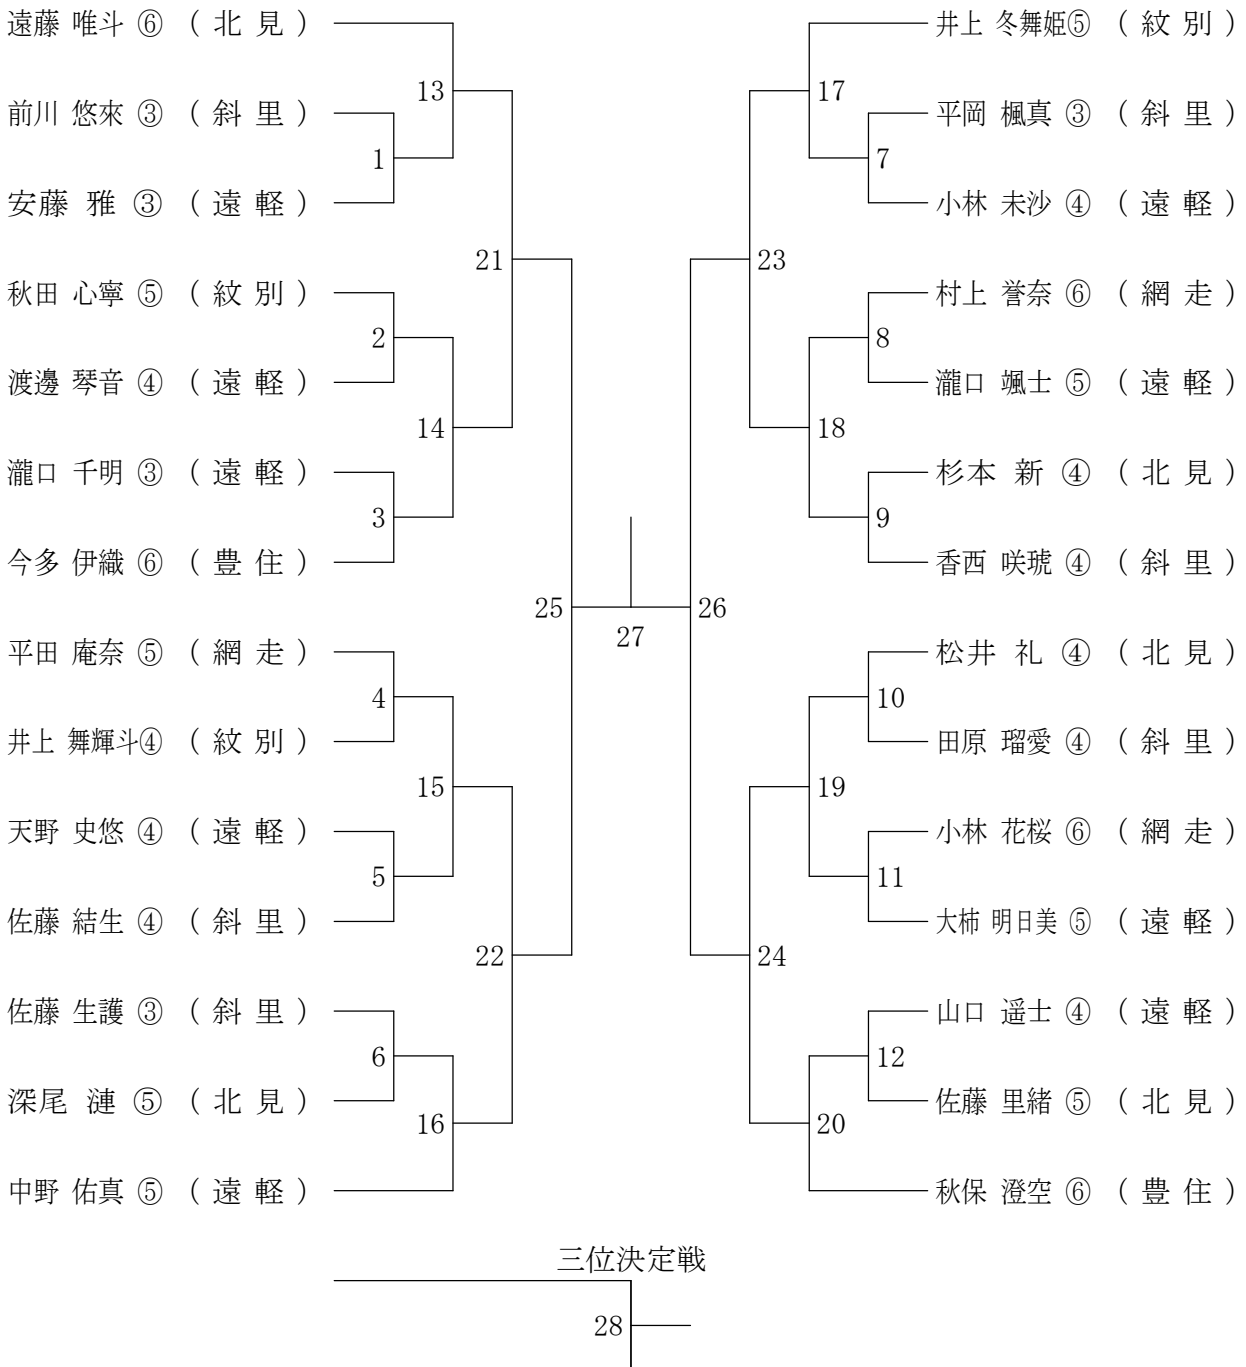 遠藤 唯斗 ⑥ （ 北 見 ）
13
前川 悠來 ③ （ 斜 里 ）
1
安藤 雅 ③ （ 遠 軽 ）
21
秋田 心寧 ⑤ （ 紋 別 ）
2
渡邊 琴音 ④ （ 遠 軽 ）
14
瀧口 千明 ③ （ 遠 軽 ）
3
今多 伊織 ⑥ （ 豊 住 ）
25
平田 庵奈 ⑤ （ 網 走 ）
4
井上 舞輝斗④ （ 紋 別 ）
15
天野 史悠 ④ （ 遠 軽 ）
5
佐藤 結生 ④ （ 斜 里 ）
22
佐藤 生護 ③ （ 斜 里 ）
6
深尾 漣 ⑤ （ 北 見 ）
16
中野 佑真 ⑤ （ 遠 軽 ）
27
井上 冬舞姫⑤ （ 紋 別 ）
17
平岡 楓真 ③ （ 斜 里 ）
7
小林 未沙 ④ （ 遠 軽 ）
23
村上 誉奈 ⑥ （ 網 走 ）
8
瀧口 颯士 ⑤ （ 遠 軽 ）
18
杉本 新 ④ （ 北 見 ）
9
香西 咲琥 ④ （ 斜 里 ）
26
松井 礼 ④ （ 北 見 ）
10
田原 瑠愛 ④ （ 斜 里 ）
19
小林 花桜 ⑥ （ 網 走 ）
11
大柿 明日美 ⑤ （ 遠 軽 ）
24
山口 遥士 ④ （ 遠 軽 ）
12
佐藤 里緒 ⑤ （ 北 見 ）
20
秋保 澄空 ⑥ （ 豊 住 ）
三位決定戦
28